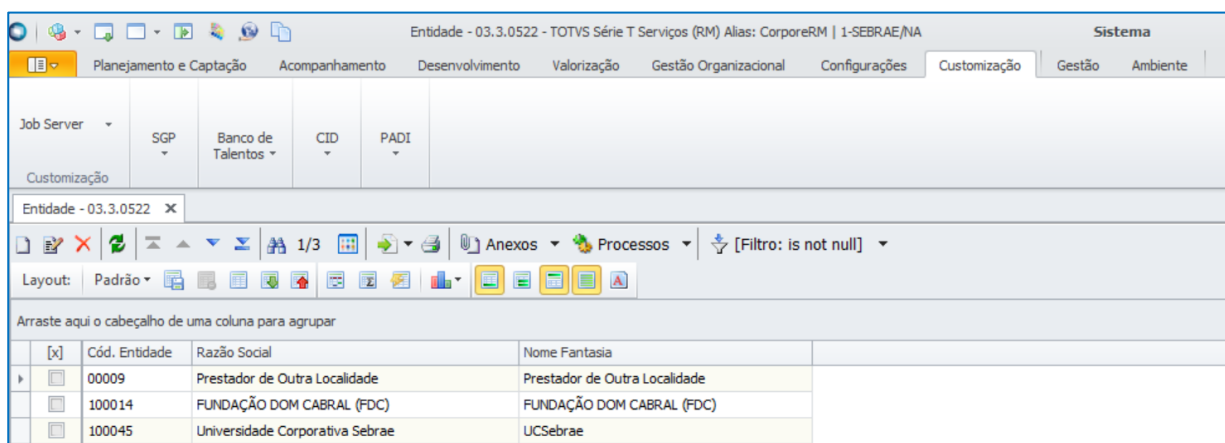 Entidade - 03.3.0522 - TOTVS Série T Serviços (RM) Alias: CorporeRM | 1-SEBRAE/NA Sistema
Planejamento e Captação Acompanhamento Desenvolvimento Valorização Gestão Organizacional Configurações Customização Gestão Ambiente
Job Server SGP Banco de Talentos CID PADI
Customização
Entidade - 03.3.0522 X
1/3 Anexos Processos [Filtro: is not null]
Layout: Padrão
Arraste aqui o cabeçalho de uma coluna para agrupar
[x] Cód. Entidade Razão Social Nome Fantasia
00009 Prestador de Outra Localidade Prestador de Outra Localidade
100014 FUNDAÇÃO DOM CABRAL (FDC) FUNDAÇÃO DOM CABRAL (FDC)
100045 Universidade Corporativa Sebrae UCSebrae